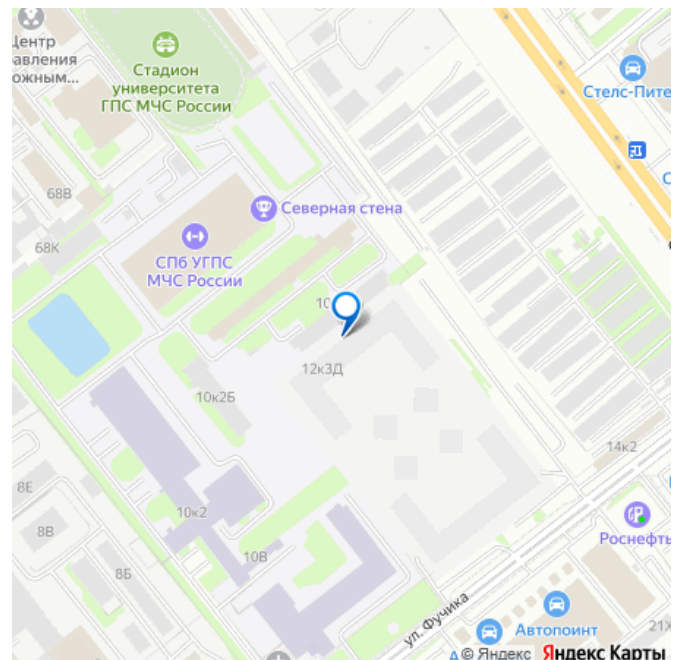 Центр
авления
ожным...
Стадион
университета
ГПС МЧС России
Стелс-Пите
68В
Северная стена
68К
СПб УГПС
МЧС России
10
12к3Д
10к2Б
14к2
8Е
10к2
Роснефть
8В
10В
8Б
ул. Фучика
Автопоинт
21Х
© Яндекс Яндекс Карты